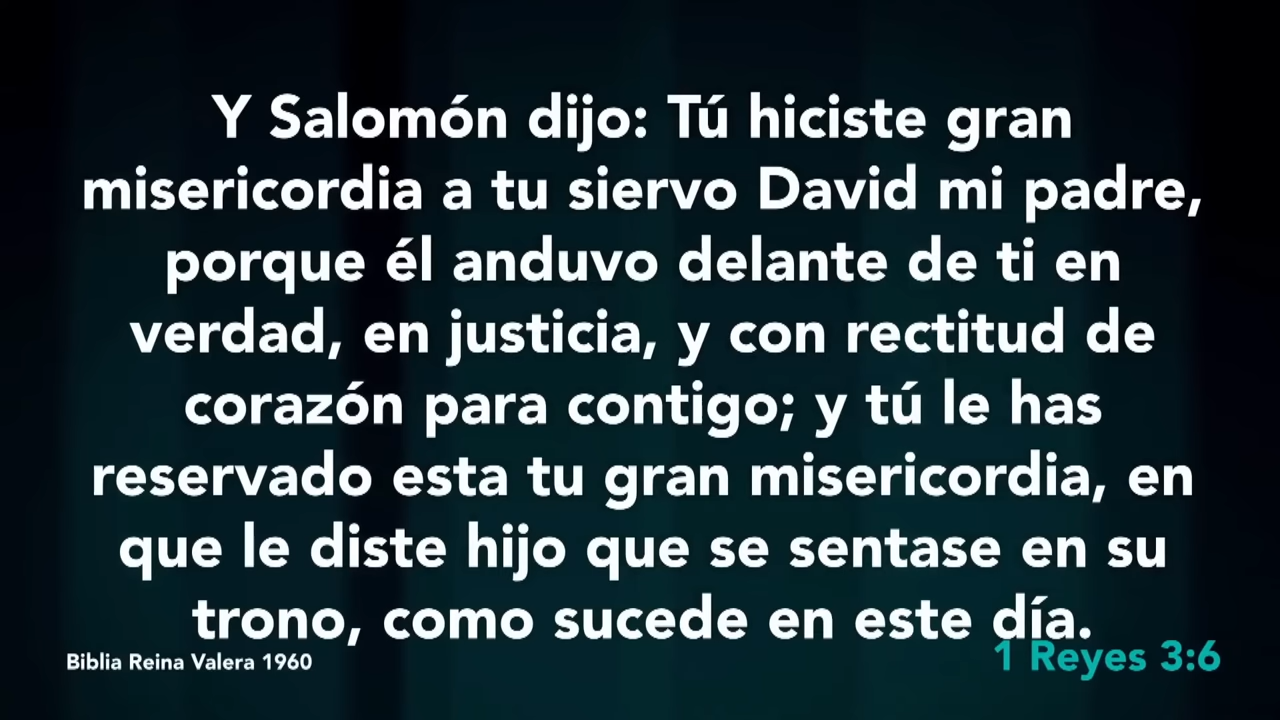 Y Salomón dijo: Tú hiciste gran
misericordia a tu siervo David mi padre,
porque él anduvo delante de ti en
verdad, en justicia, y con rectitud de
corazón para contigo; y tú le has
reservado esta tu gran misericordia, en
que le diste hijo que se sentase en su
trono, como sucede en este día.
Biblia Reina Valera 1960
1 Reyes 3:6